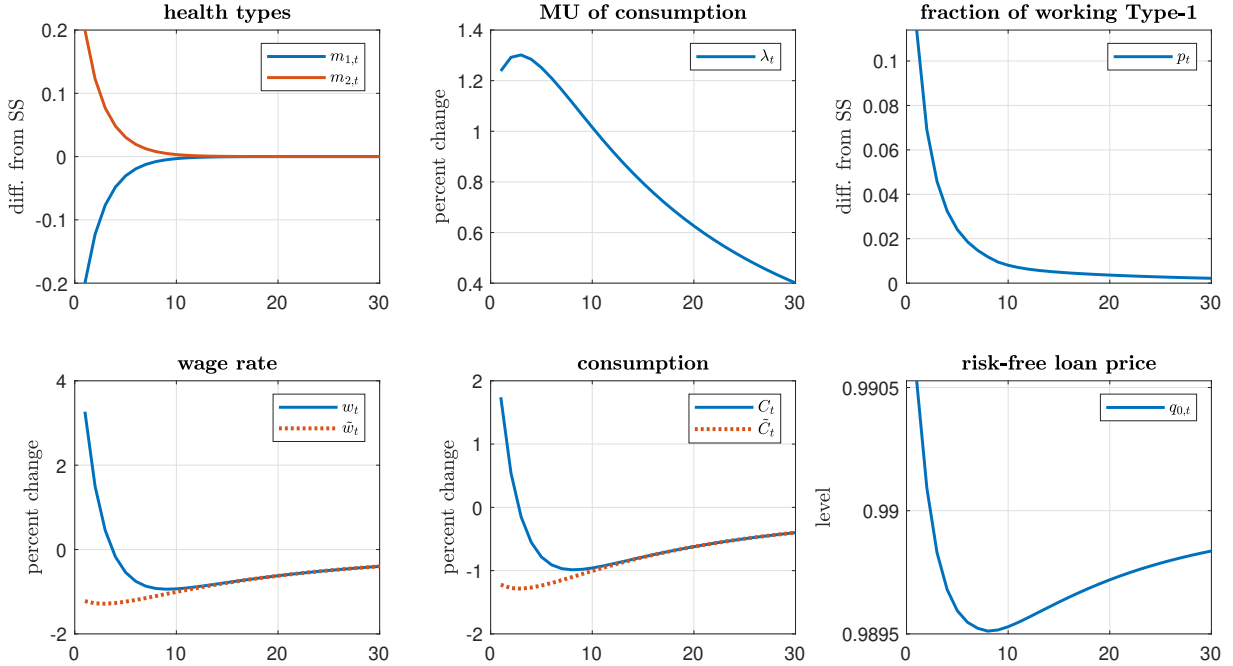 health types
0.2
0.1
0
-0.1
-0.2
diff. from SS
m1,t
m2,t
0 10 20 30
MU of consumption
1.4
1.2
1
0.8
0.6
0.4
percent change
λt
0 10 20 30
fraction of working Type-1
0.1
0.08
0.06
0.04
0.02
0
diff. from SS
pt
0 10 20 30
wage rate
4
2
0
-2
percent change
wt
w̃t
0 10 20 30
consumption
2
1
0
-1
-2
percent change
Ct
C̃t
0 10 20 30
risk-free loan price
0.9905
0.99
0.9895
level
q0,t
0 10 20 30